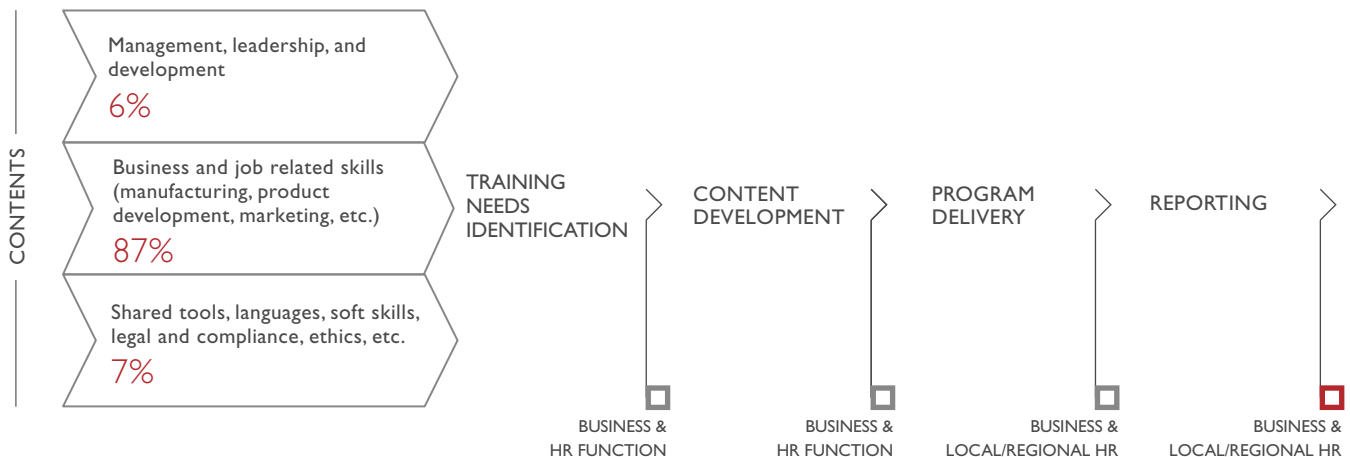 CONTENTS
Management, leadership, and
development
6%
Business and job related skills
(manufacturing, product
development, marketing, etc.)
87%
Shared tools, languages, soft skills,
legal and compliance, ethics, etc.
7%
TRAINING
NEEDS
IDENTIFICATION
BUSINESS &
HR FUNCTION
CONTENT
DEVELOPMENT
BUSINESS &
HR FUNCTION
PROGRAM
DELIVERY
BUSINESS &
LOCAL/REGIONAL HR
REPORTING
BUSINESS &
LOCAL/REGIONAL HR